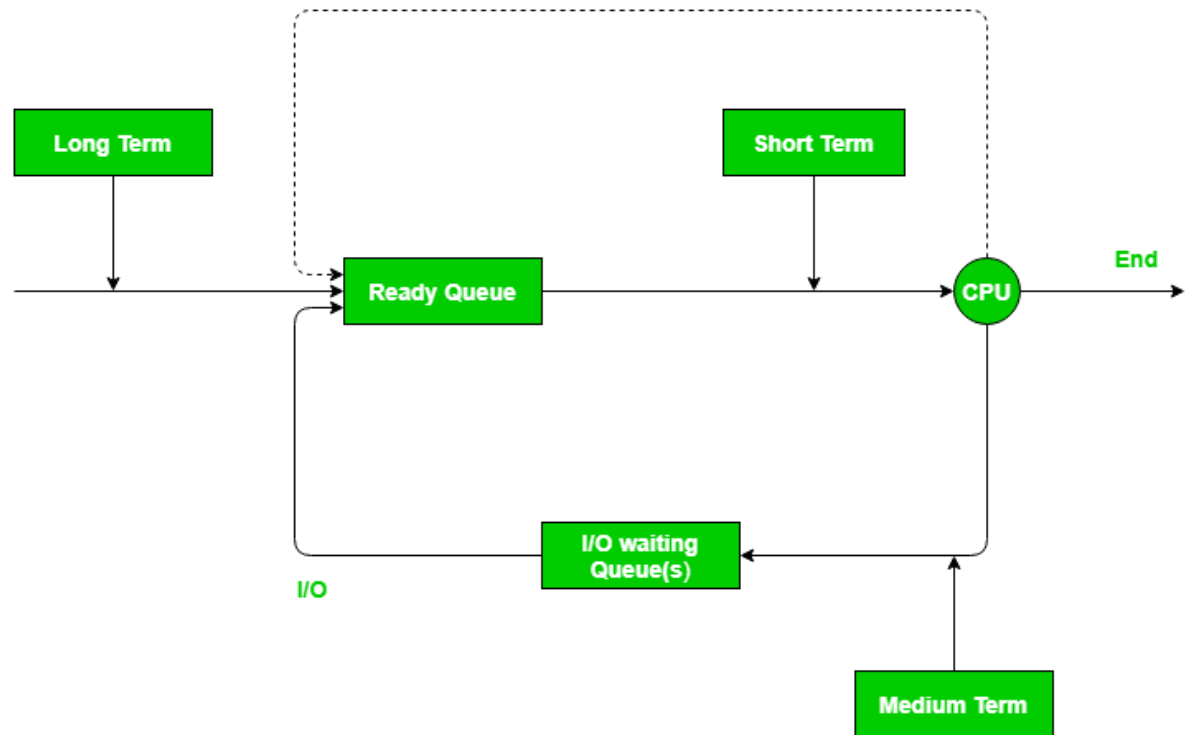 Long Term
Short Term
End
Ready Queue
CPU
I/O waiting
Queue(s)
I/O
Medium Term